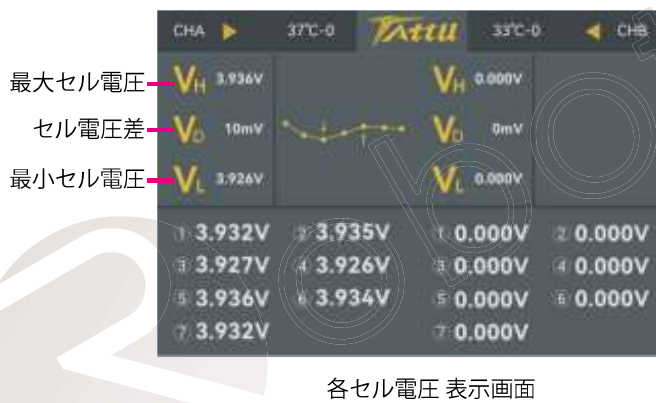 CHA ▶ 37℃-0 TATTU 33℃-0 ◀ CHB
最大セル電圧 VH 3.936V VH 0.000V
セル電圧差 VD 10mV VD 0mV
最小セル電圧 VL 3.926V VL 0.000V
① 3.932V ② 3.935V ① 0.000V ② 0.000V
③ 3.927V ④ 3.926V ③ 0.000V ④ 0.000V
⑤ 3.936V ⑥ 3.934V ⑤ 0.000V ⑥ 0.000V
⑦ 3.932V ⑦ 0.000V
各セル電圧 表示画面